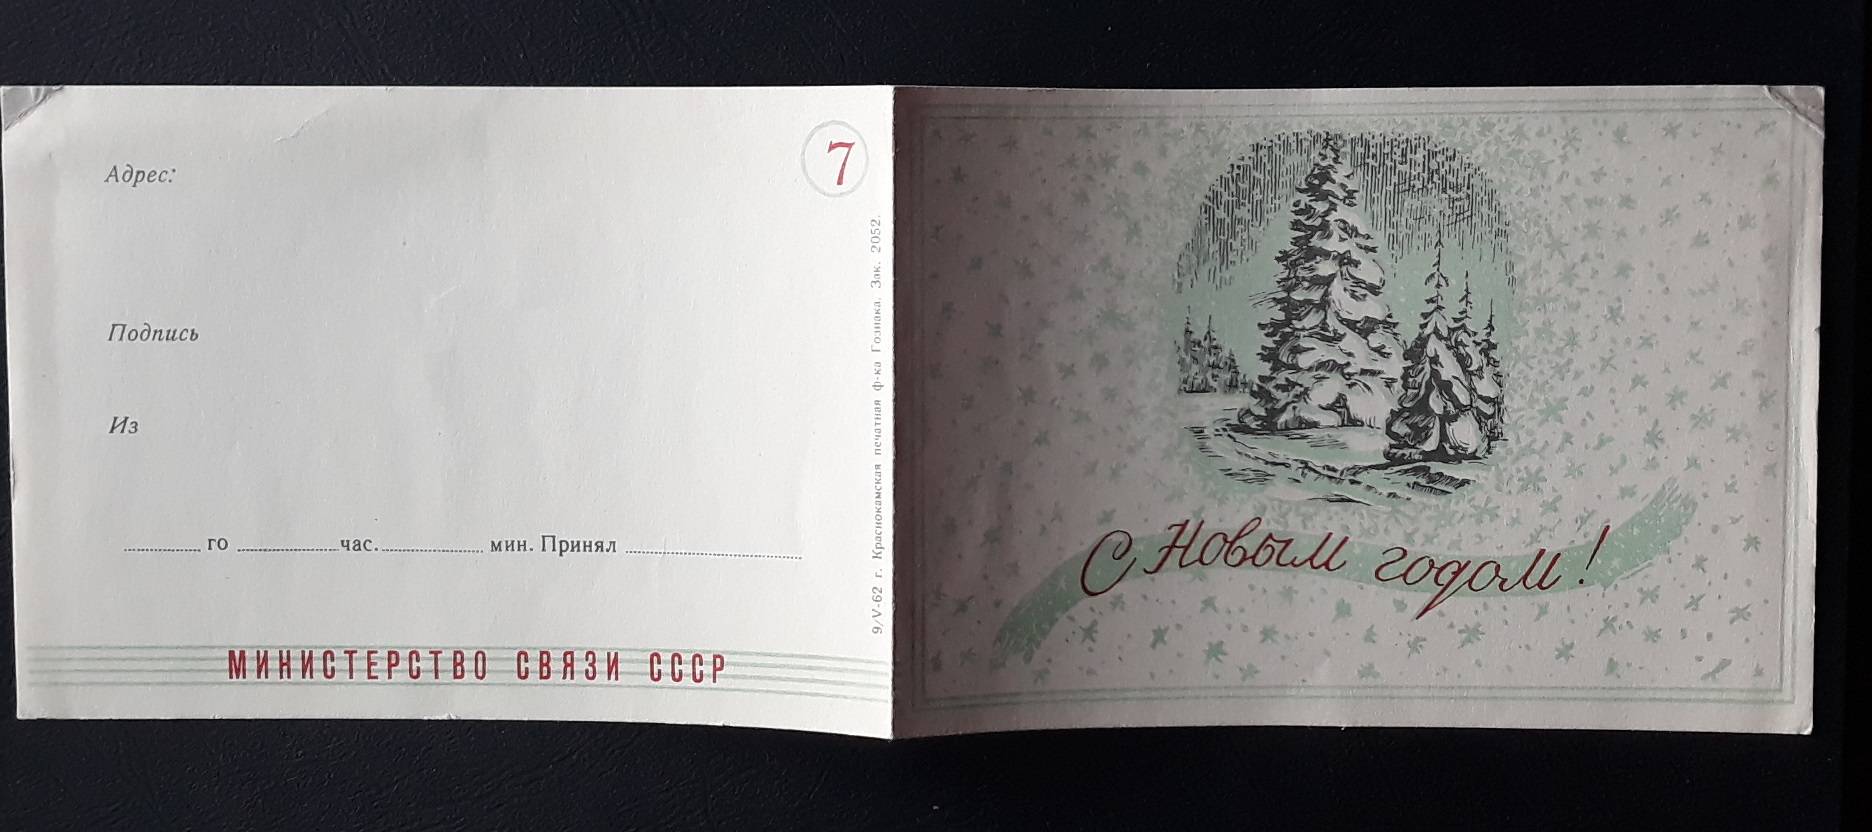 7
Адрес:
Подпись
Из
го час. мин. Принял
МИНИСТЕРСТВО СВЯЗИ СССР
9/V-62 г. Краснокамская печатная ф-ка Гознака. Зак. 2052.
С Новым годом!